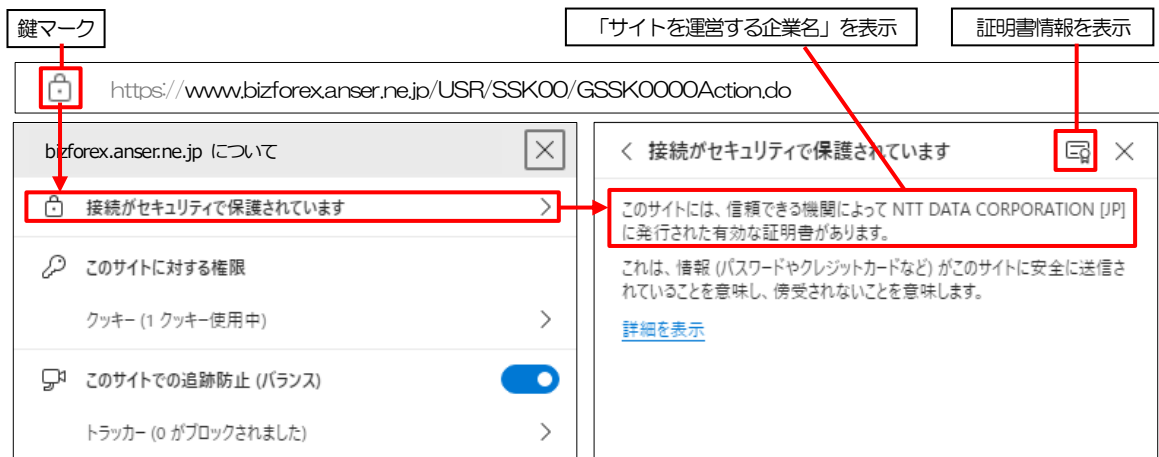 鍵マーク
「サイトを運営する企業名」を表示
証明書情報を表示
https://www.bizforex.anser.ne.jp/USR/SSK00/GSSK0000Action.do
bizforex.anser.ne.jp について
接続がセキュリティで保護されています
このサイトに対する権限
クッキー (1 クッキー使用中)
このサイトでの追跡防止 (バランス)
トラッカー (0 がブロックされました)
接続がセキュリティで保護されています
このサイトには、信頼できる機関によって NTT DATA CORPORATION [JP]
に発行された有効な証明書があります。
これは、情報 (パスワードやクレジットカードなど) がこのサイトに安全に送信さ
れていることを意味し、傍受されないことを意味します。
詳細を表示